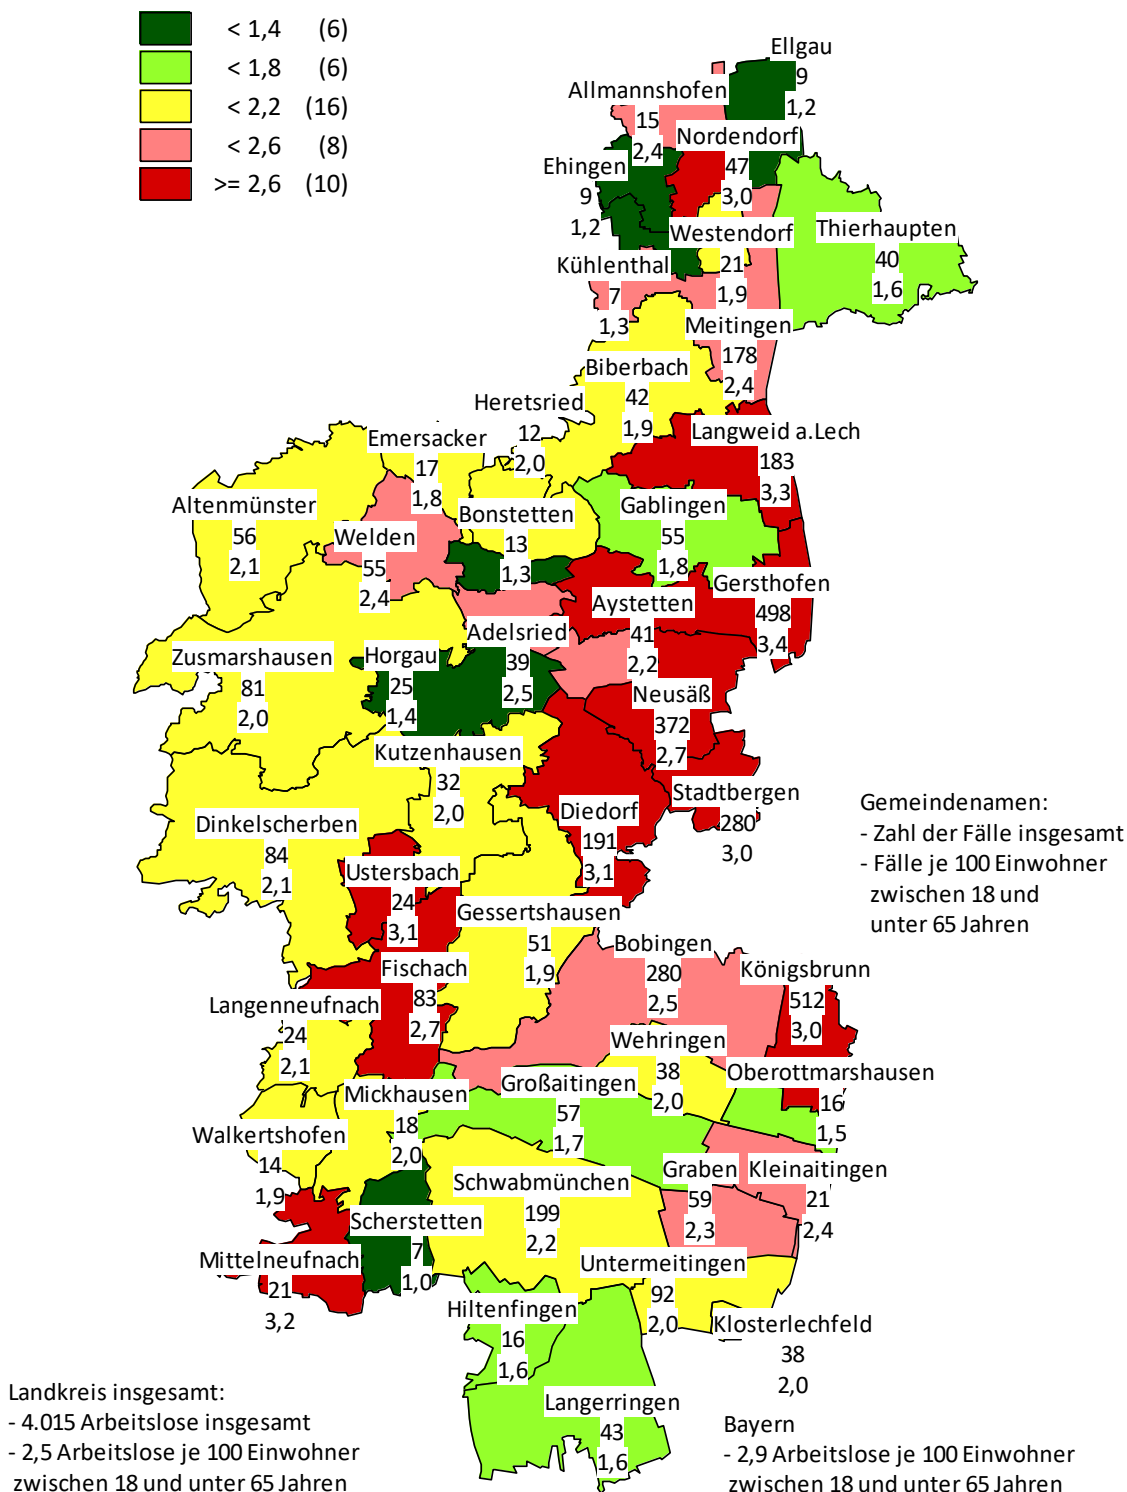 < 1,4 (6)
< 1,8 (6)
< 2,2 (16)
< 2,6 (8)
>= 2,6 (10)
Ellgau
9
1,2
Allmannshofen
15
2,4
Nordendorf
47
3,0
Ehingen
9
1,2
Westendorf
21
1,9
Thierhaupten
40
1,6
Kühlenthal
7
1,3
Meitingen
178
2,4
Biberbach
42
1,9
Heretsried
12
2,0
Langweid a.Lech
183
3,3
Emersacker
17
1,8
Altenmünster
56
2,1
Welden
55
2,4
Bonstetten
13
1,3
Gablingen
55
1,8
Gersthofen
498
3,4
Aystetten
41
2,2
Adelsried
39
2,5
Zusmarshausen
81
2,0
Horgau
25
1,4
Neusäß
372
2,7
Kutzenhausen
32
2,0
Stadtbergen
280
3,0
Diedorf
191
3,1
Dinkelscherben
84
2,1
Gemeindenamen:
- Zahl der Fälle insgesamt
- Fälle je 100 Einwohner
zwischen 18 und
unter 65 Jahren
Ustersbach
24
3,1
Gessertshausen
51
1,9
Bobingen
280
2,5
Königsbrunn
512
3,0
Fischach
83
2,7
Langenneufnach
24
2,1
Wehringen
38
2,0
Oberottmarshausen
16
1,5
Großaitingen
57
1,7
Mickhausen
18
2,0
Walkertshofen
14
1,9
Schwabmünchen
199
2,2
Graben
59
2,3
Kleinaitingen
21
2,4
Scherstetten
7
1,0
Mittelneufnach
21
3,2
Untermeitingen
92
2,0
Hiltenfingen
16
1,6
Klosterlechfeld
38
2,0
Langerringen
43
1,6
Landkreis insgesamt:
- 4.015 Arbeitslose insgesamt
- 2,5 Arbeitslose je 100 Einwohner
zwischen 18 und unter 65 Jahren
Bayern
- 2,9 Arbeitslose je 100 Einwohner
zwischen 18 und unter 65 Jahren